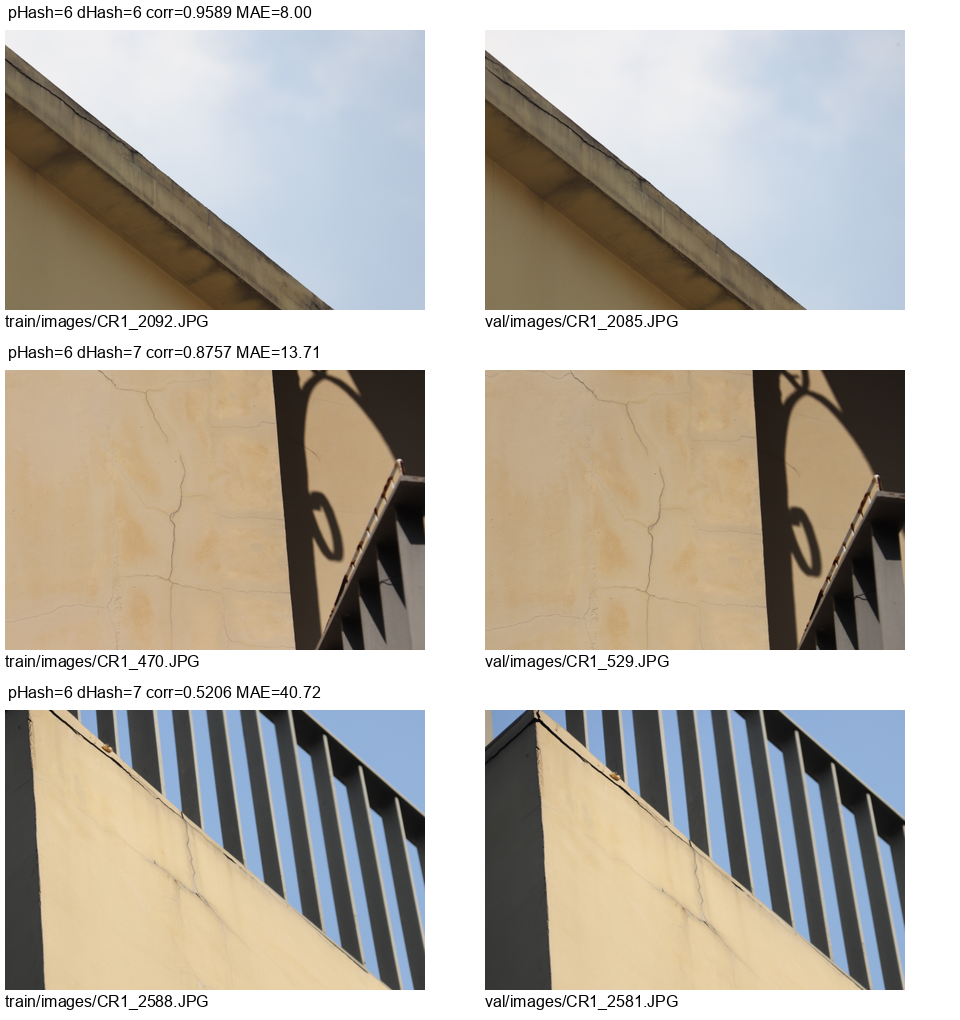 pHash=6 dHash=6 corr=0.9589 MAE=8.00
train/images/CR1_2092.JPG
val/images/CR1_2085.JPG
pHash=6 dHash=7 corr=0.8757 MAE=13.71
train/images/CR1_470.JPG
val/images/CR1_529.JPG
pHash=6 dHash=7 corr=0.5206 MAE=40.72
train/images/CR1_2588.JPG
val/images/CR1_2581.JPG